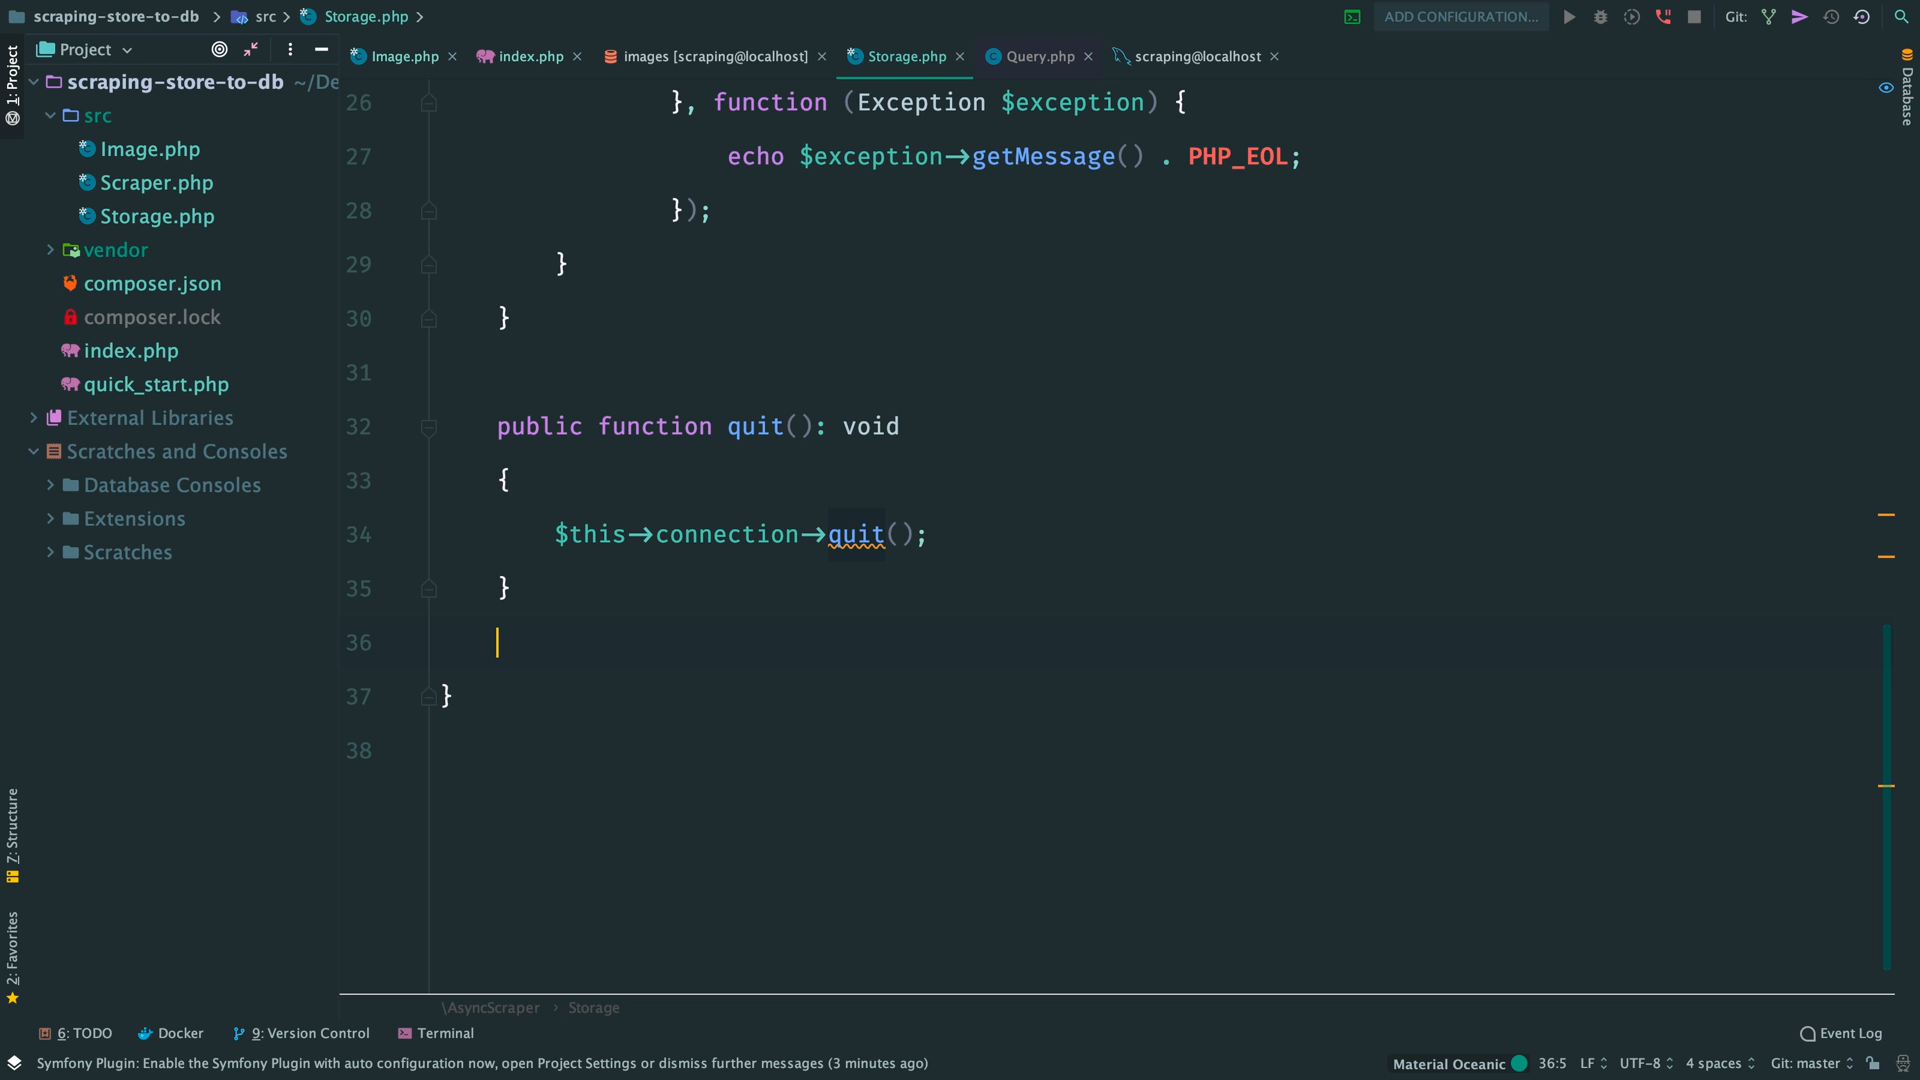 scraping-store-to-db > src > Storage.php >
ADD CONFIGURATION... Git:
1: Project
Project
Image.php index.php images [scraping@localhost] Storage.php Query.php scraping@localhost
Database
scraping-store-to-db ~/De
src
Image.php
Scraper.php
Storage.php
vendor
composer.json
composer.lock
index.php
quick_start.php
External Libraries
Scratches and Consoles
Database Consoles
Extensions
Scratches
26 }, function (Exception $exception) {
27 echo $exception->getMessage() . PHP_EOL;
28 });
29 }
30 }
31
32 public function quit(): void
33 {
34 $this->connection->quit();
35 }
36
37 }
38
7: Structure
2: Favorites
\AsyncScraper > Storage
6: TODO Docker 9: Version Control Terminal Event Log
Symfony Plugin: Enable the Symfony Plugin with auto configuration now, open Project Settings or dismiss further messages (3 minutes ago) Material Oceanic 36:5 LF UTF-8 4 spaces Git: master